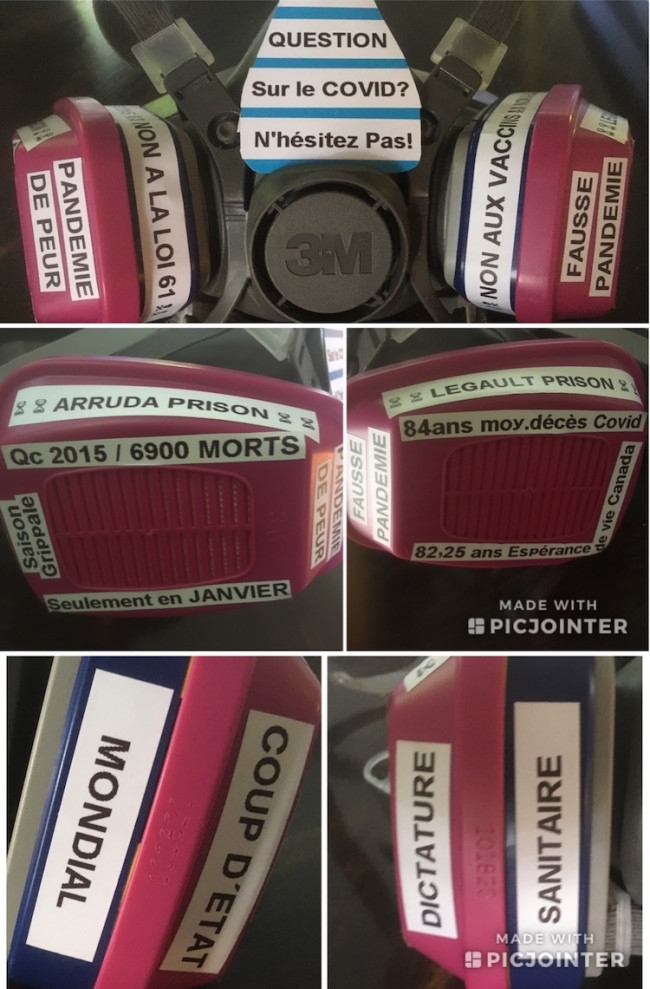 QUESTION
Sur le COVID?
N'hésitez Pas!
PANDEMIE
DE PEUR
NON A LA LOI 61
3M
NON AUX VACCINS
FAUSSE
PANDEMIE
ARRUDA PRISON
Qc 2015 / 6900 MORTS
Saison
Grippale
PANDEMIE
DE PEUR
Seulement en JANVIER
LEGAULT PRISON
84ans moy.décès Covid
FAUSSE
PANDEMIE
82,25 ans Espérance
de vie Canada
MADE WITH
PICJOINTER
MONDIAL
COUP D'ETAT
DICTATURE
SANITAIRE
101820
MADE WITH
PICJOINTER